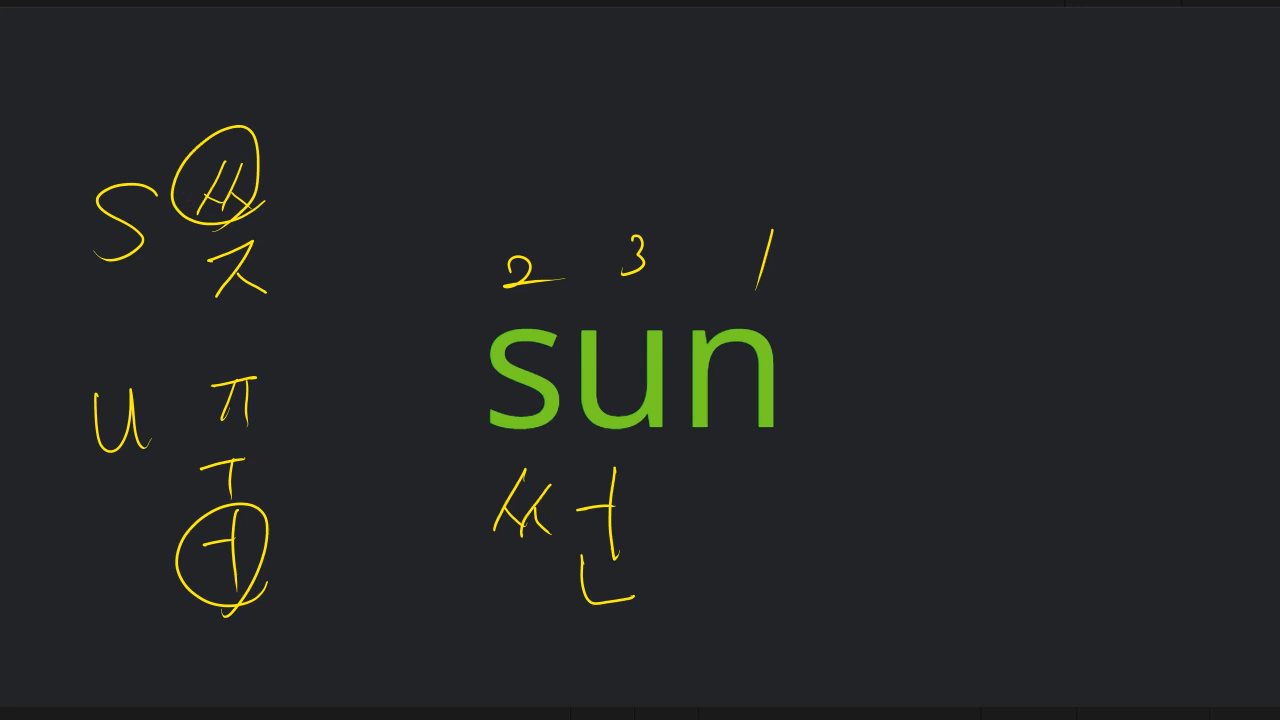 S ㅆ
ㅈ
2 3 1
sun
u ㅠ
ㅜ
ㅓ
썬